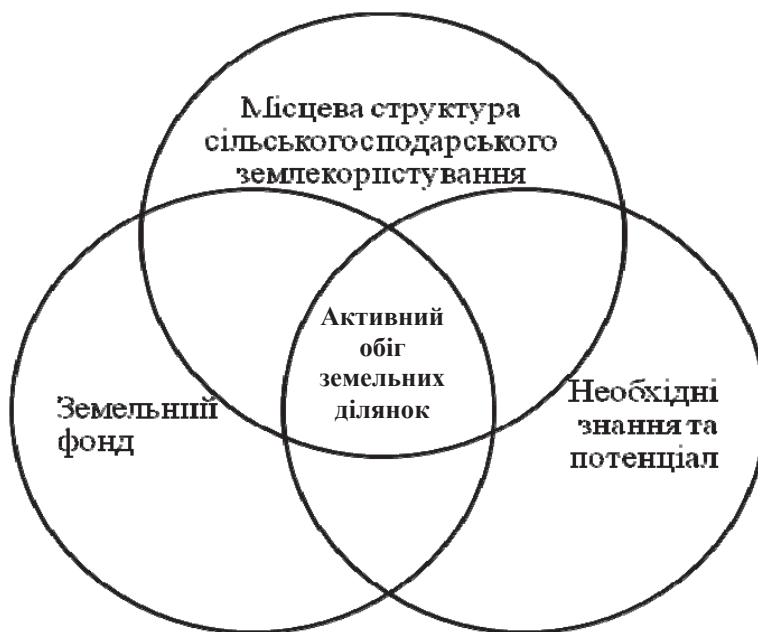 Місцева структура
сільськогосподарського
землекористування
Активний
обіг
земельних
ділянок
Земельний
фонд
Необхідні
знання та
потенціал